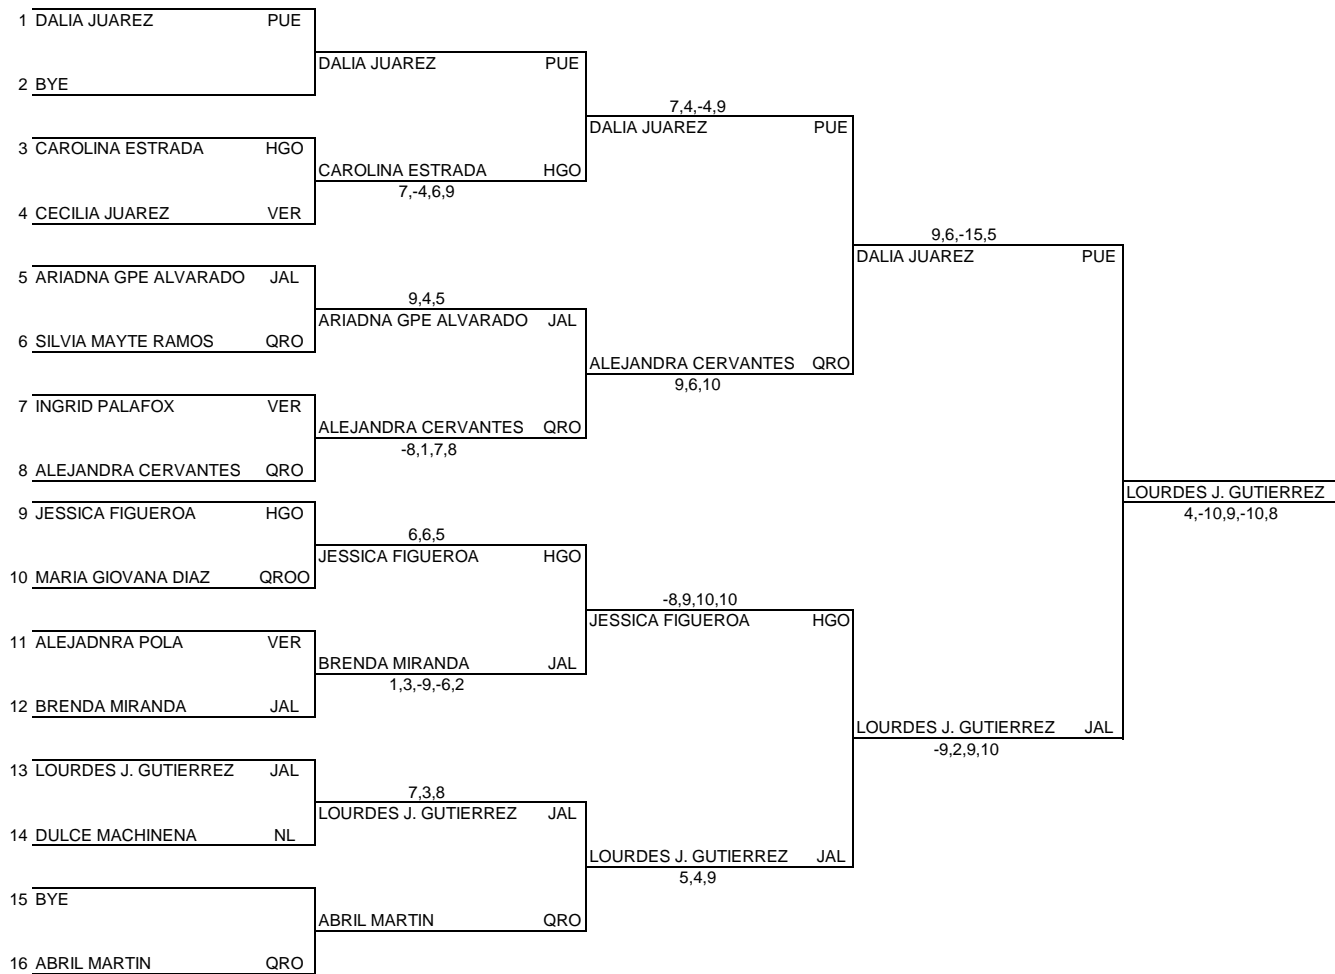 1 DALIA JUAREZ PUE
DALIA JUAREZ PUE
2 BYE
7,4,-4,9
DALIA JUAREZ PUE
3 CAROLINA ESTRADA HGO
CAROLINA ESTRADA HGO
7,-4,6,9
4 CECILIA JUAREZ VER
9,6,-15,5
DALIA JUAREZ PUE
5 ARIADNA GPE ALVARADO JAL
9,4,5
ARIADNA GPE ALVARADO JAL
6 SILVIA MAYTE RAMOS QRO
ALEJANDRA CERVANTES QRO
9,6,10
7 INGRID PALAFOX VER
ALEJANDRA CERVANTES QRO
-8,1,7,8
8 ALEJANDRA CERVANTES QRO
LOURDES J. GUTIERREZ
4,-10,9,-10,8
9 JESSICA FIGUEROA HGO
6,6,5
JESSICA FIGUEROA HGO
10 MARIA GIOVANA DIAZ QROO
-8,9,10,10
JESSICA FIGUEROA HGO
11 ALEJADNRA POLA VER
BRENDA MIRANDA JAL
1,3,-9,-6,2
12 BRENDA MIRANDA JAL
LOURDES J. GUTIERREZ JAL
-9,2,9,10
13 LOURDES J. GUTIERREZ JAL
7,3,8
LOURDES J. GUTIERREZ JAL
14 DULCE MACHINENA NL
LOURDES J. GUTIERREZ JAL
5,4,9
15 BYE
ABRIL MARTIN QRO
16 ABRIL MARTIN QRO